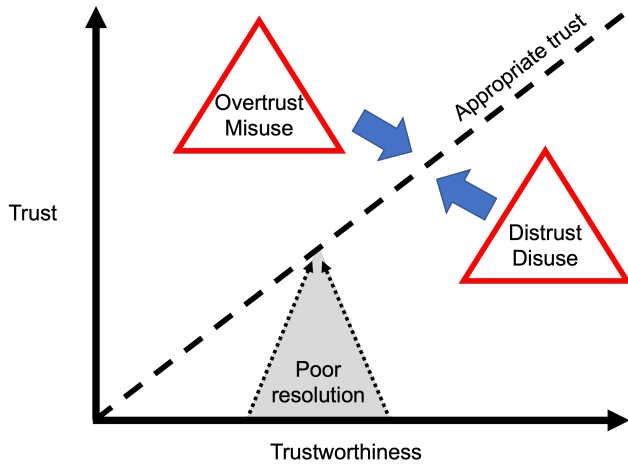 Appropriate trust
Overtrust
Misuse
Trust
Distrust
Disuse
Poor
resolution
Trustworthiness